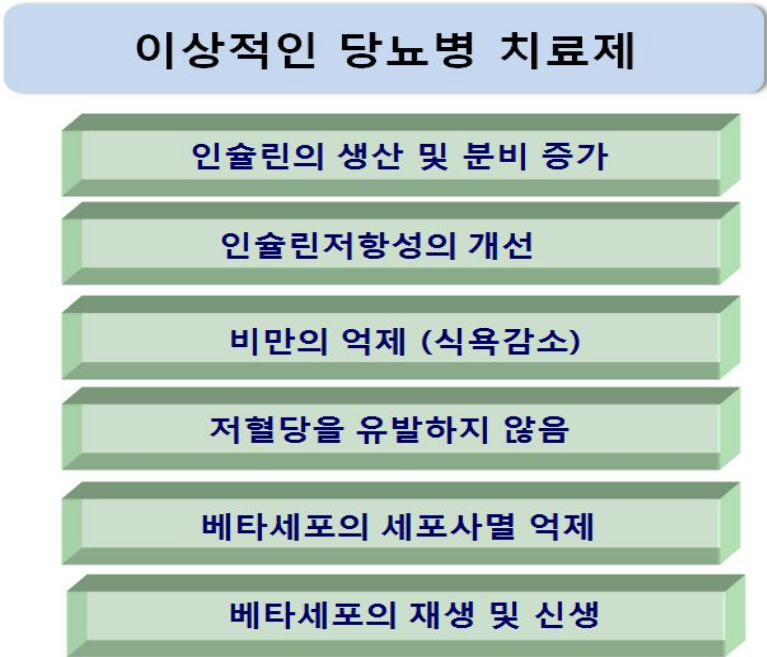 이상적인 당뇨병 치료제
인슐린의 생산 및 분비 증가
인슐린저항성의 개선
비만의 억제 (식욕감소)
저혈당을 유발하지 않음
베타세포의 세포사멸 억제
베타세포의 재생 및 신생